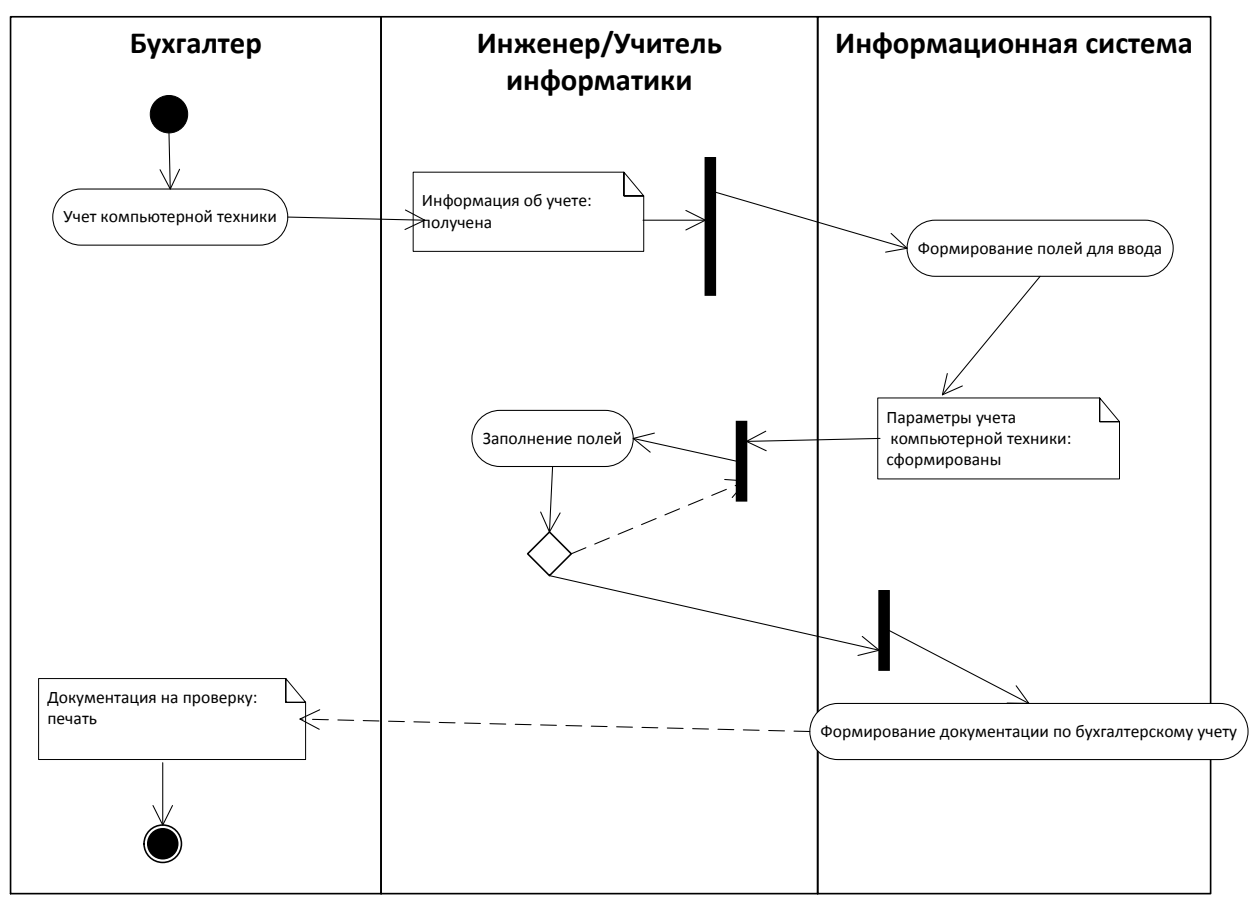 Бухгалтер
Инженер/Учитель
информатики
Информационная система
Учет компьютерной техники
Информация об учете:
получена
Формирование полей для ввода
Заполнение полей
Параметры учета
компьютерной техники:
сформированы
Документация на проверку:
печать
Формирование документации по бухгалтерскому учету